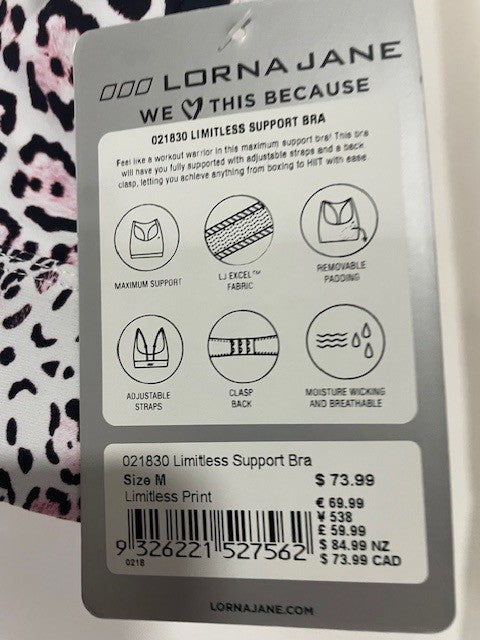 LORNA JANE
WE ♡ THIS BECAUSE
021830 LIMITLESS SUPPORT BRA
Feel like a workout warrior in this maximum support bra! This bra
will have you fully supported with adjustable straps and a back
clasp, letting you achieve anything from boxing to HIIT with ease.
MAXIMUM SUPPORT
LJ EXCEL™
FABRIC
REMOVABLE
PADDING
ADJUSTABLE
STRAPS
CLASP
BACK
MOISTURE WICKING
AND BREATHABLE
021830 Limitless Support Bra
Size M
$ 73.99
Limitless Print
€ 69.99
¥ 538
£ 59.99
$ 84.99 NZ
$ 73.99 CAD
9 326221 527562
0218
LORNAJANE.COM